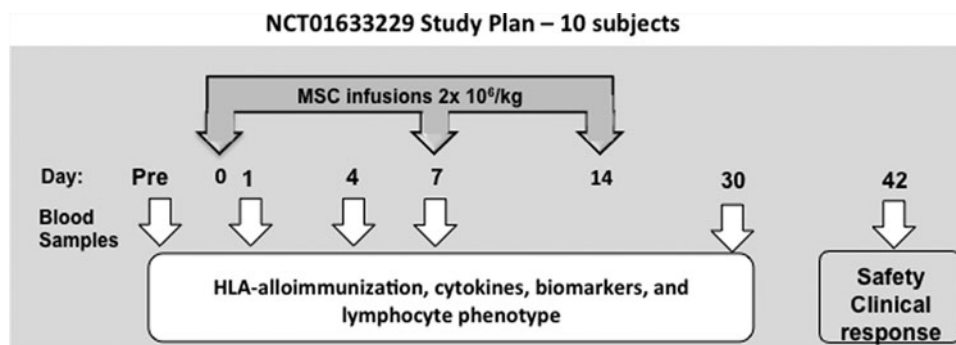 NCT01633229 Study Plan – 10 subjects
MSC infusions 2x 10⁶/kg
Day: Pre 0 1 4 7 14 30 42
Blood
Samples
HLA-alloimmunization, cytokines, biomarkers, and
lymphocyte phenotype
Safety
Clinical
response